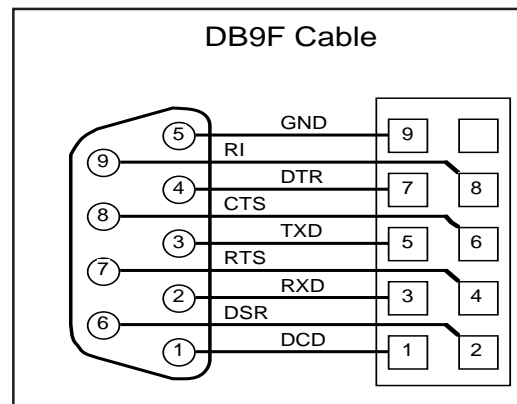 DB9F Cable
5 GND 9
9 RI 8
4 DTR 7
8 CTS 6
3 TXD 5
7 RTS 4
2 RXD 3
6 DSR 2
1 DCD 1